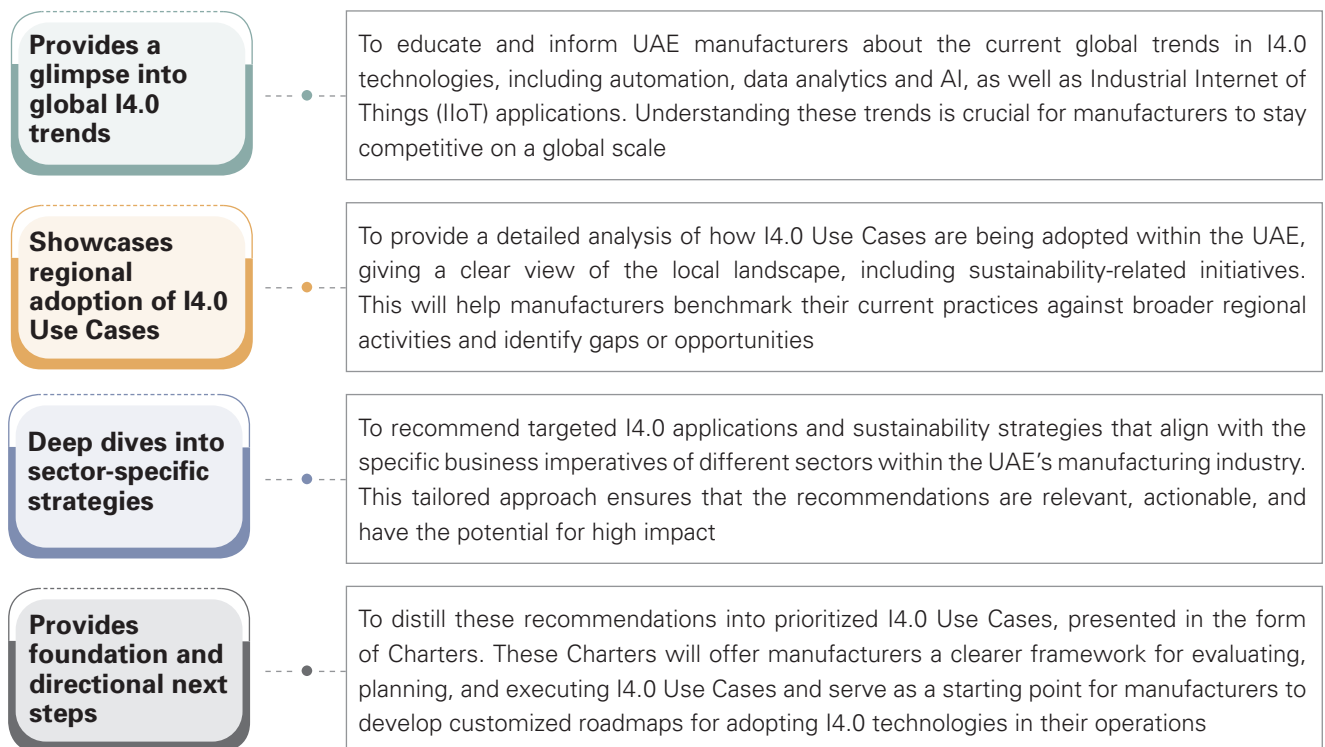 Provides a
glimpse into
global I4.0
trends
To educate and inform UAE manufacturers about the current global trends in I4.0
technologies, including automation, data analytics and AI, as well as Industrial Internet of
Things (IIoT) applications. Understanding these trends is crucial for manufacturers to stay
competitive on a global scale
Showcases
regional
adoption of I4.0
Use Cases
To provide a detailed analysis of how I4.0 Use Cases are being adopted within the UAE,
giving a clear view of the local landscape, including sustainability-related initiatives.
This will help manufacturers benchmark their current practices against broader regional
activities and identify gaps or opportunities
Deep dives into
sector-specific
strategies
To recommend targeted I4.0 applications and sustainability strategies that align with the
specific business imperatives of different sectors within the UAE's manufacturing industry.
This tailored approach ensures that the recommendations are relevant, actionable, and
have the potential for high impact
Provides
foundation and
directional next
steps
To distill these recommendations into prioritized I4.0 Use Cases, presented in the form
of Charters. These Charters will offer manufacturers a clearer framework for evaluating,
planning, and executing I4.0 Use Cases and serve as a starting point for manufacturers to
develop customized roadmaps for adopting I4.0 technologies in their operations